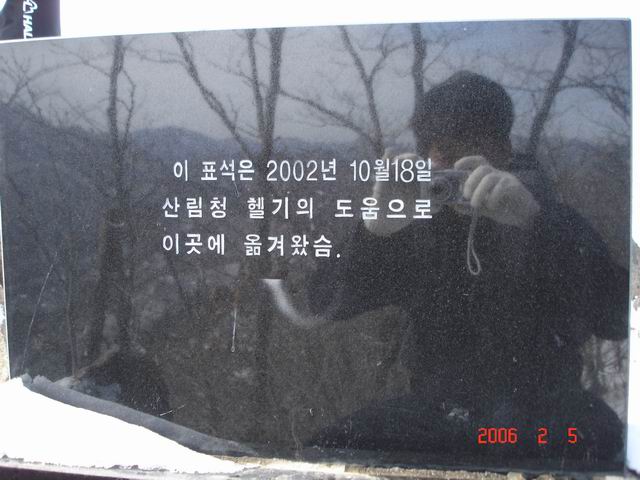 이 표석은 2002년 10월18일
산림청 헬기의 도움으로
이곳에 옮겨왔슴.
2006 2 5